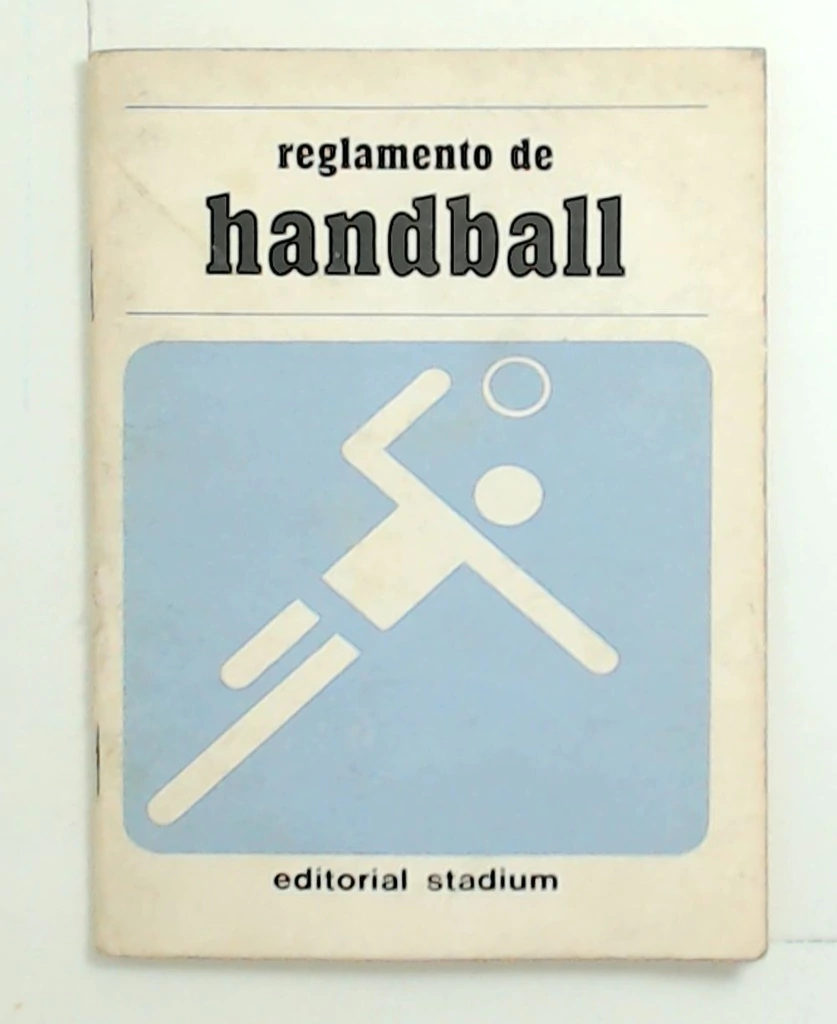 reglamento de
handball
editorial stadium